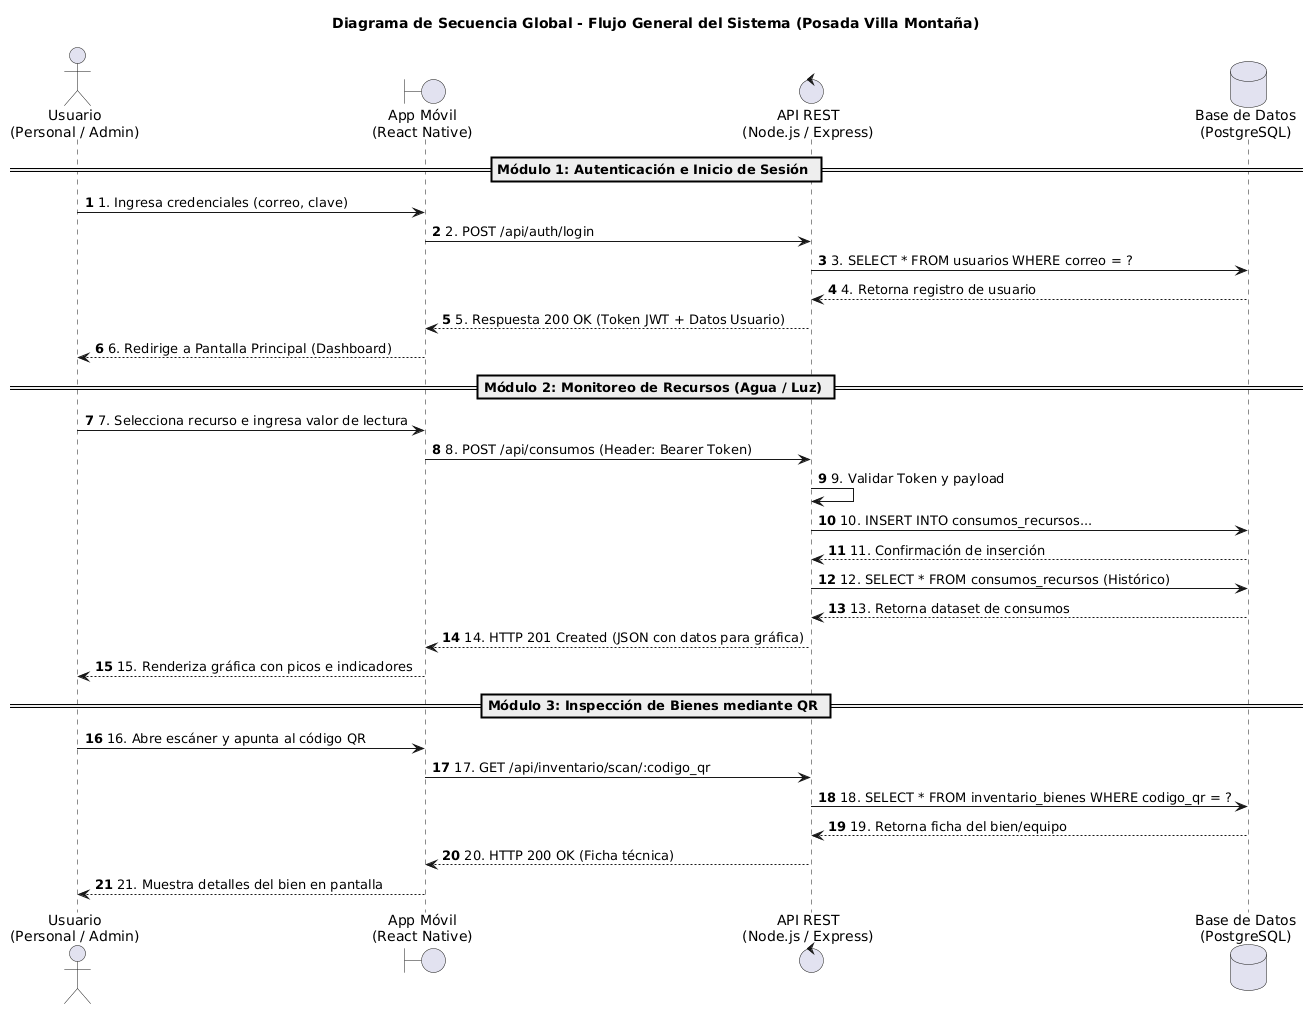 Diagrama de Secuencia Global - Flujo General del Sistema (Posada Villa Montaña)
Usuario
(Personal / Admin)
App Móvil
(React Native)
API REST
(Node.js / Express)
Base de Datos
(PostgreSQL)
Módulo 1: Autenticación e Inicio de Sesión
1 1. Ingresa credenciales (correo, clave)
2 2. POST /api/auth/login
3 3. SELECT * FROM usuarios WHERE correo = ?
4 4. Retorna registro de usuario
5 5. Respuesta 200 OK (Token JWT + Datos Usuario)
6 6. Redirige a Pantalla Principal (Dashboard)
Módulo 2: Monitoreo de Recursos (Agua / Luz)
7 7. Selecciona recurso e ingresa valor de lectura
8 8. POST /api/consumos (Header: Bearer Token)
9 9. Validar Token y payload
10 10. INSERT INTO consumos_recursos...
11 11. Confirmación de inserción
12 12. SELECT * FROM consumos_recursos (Histórico)
13 13. Retorna dataset de consumos
14 14. HTTP 201 Created (JSON con datos para gráfica)
15 15. Renderiza gráfica con picos e indicadores
Módulo 3: Inspección de Bienes mediante QR
16 16. Abre escáner y apunta al código QR
17 17. GET /api/inventario/scan/:codigo_qr
18 18. SELECT * FROM inventario_bienes WHERE codigo_qr = ?
19 19. Retorna ficha del bien/equipo
20 20. HTTP 200 OK (Ficha técnica)
21 21. Muestra detalles del bien en pantalla
Usuario
(Personal / Admin)
App Móvil
(React Native)
API REST
(Node.js / Express)
Base de Datos
(PostgreSQL)